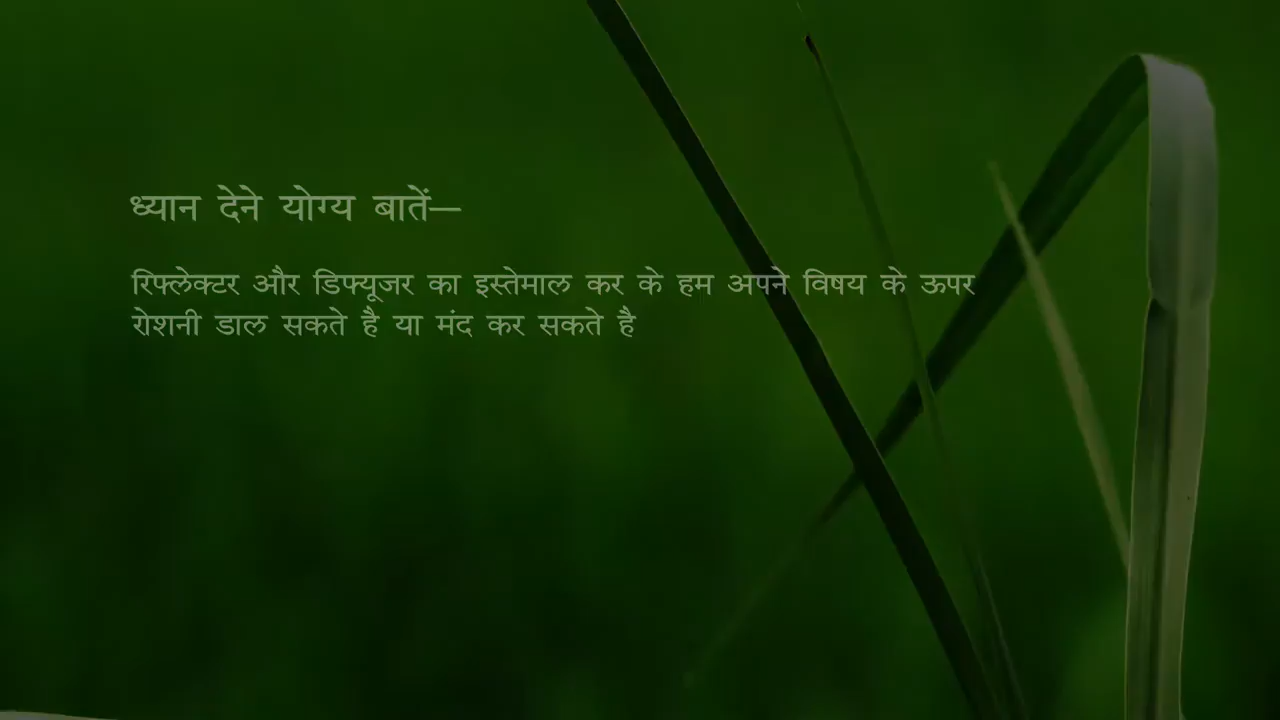 ध्यान देने योग्य बातें—
रिफ्लेक्टर और डिफ्यूजर का इस्तेमाल कर के हम अपने विषय के ऊपर
रोशनी डाल सकते है या मंद कर सकते है